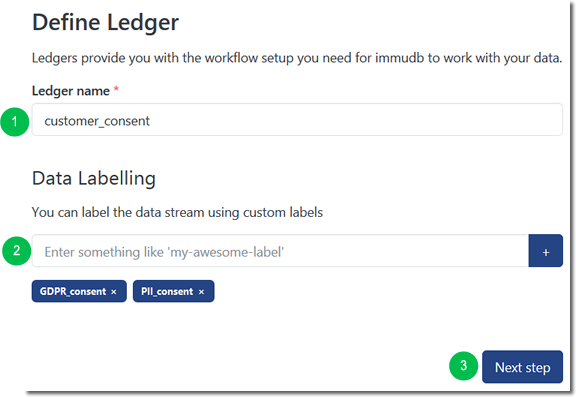 Define Ledger
Ledgers provide you with the workflow setup you need for immudb to work with your data.
Ledger name *
1 customer_consent
Data Labelling
You can label the data stream using custom labels
2 Enter something like 'my-awesome-label' +
GDPR_consent × PII_consent ×
3 Next step